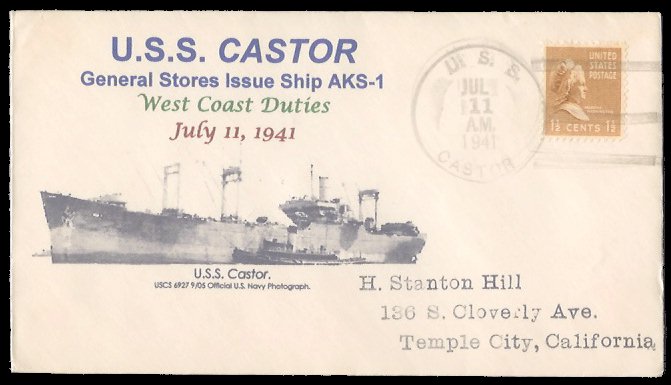 U.S.S. CASTOR
General Stores Issue Ship AKS-1
West Coast Duties
July 11, 1941
U. S. S.
JUL
11
A.M.
1941
CASTOR
UNITED
STATES
POSTAGE
MARTHA
WASHINGTON
1½ CENTS 1½
U.S.S. Castor.
USCS 6927 9/05 Official U.S. Navy Photograph.
H. Stanton Hill
136 S. Cloverly Ave.
Temple City, California